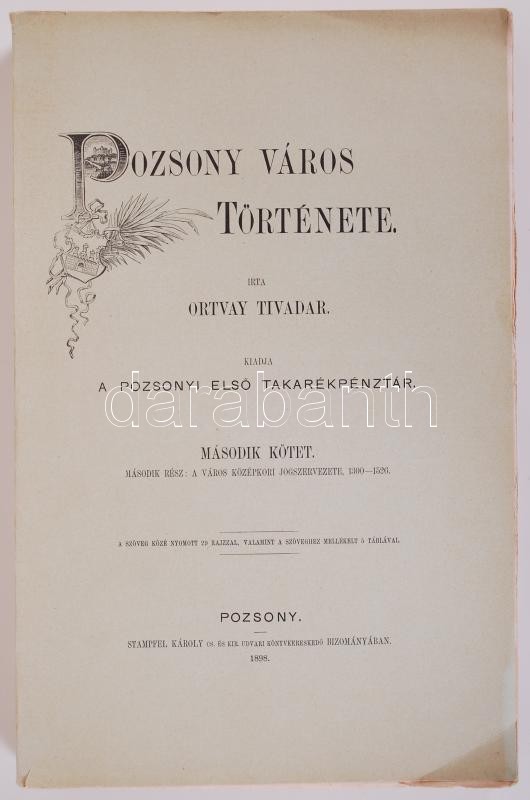 POZSONY VÁROS
TÖRTÉNETE.
IRTA
ORTVAY TIVADAR.
KIADJA
A POZSONYI ELSŐ TAKARÉKPÉNZTÁR.
darabanth
MÁSODIK KÖTET.
MÁSODIK RÉSZ: A VÁROS KÖZÉPKORI JOGSZERVEZETE, 1300—1526.
A SZÖVEG KÖZÉ NYOMOTT 29 RAJZZAL, VALAMINT A SZÖVEGHEZ MELLÉKELT 5 TÁBLÁVAL.
POZSONY.
STAMPFEL KÁROLY CS. ÉS KIR. UDVARI KÖNYVKERESKEDŐ BIZOMÁNYÁBAN.
1898.